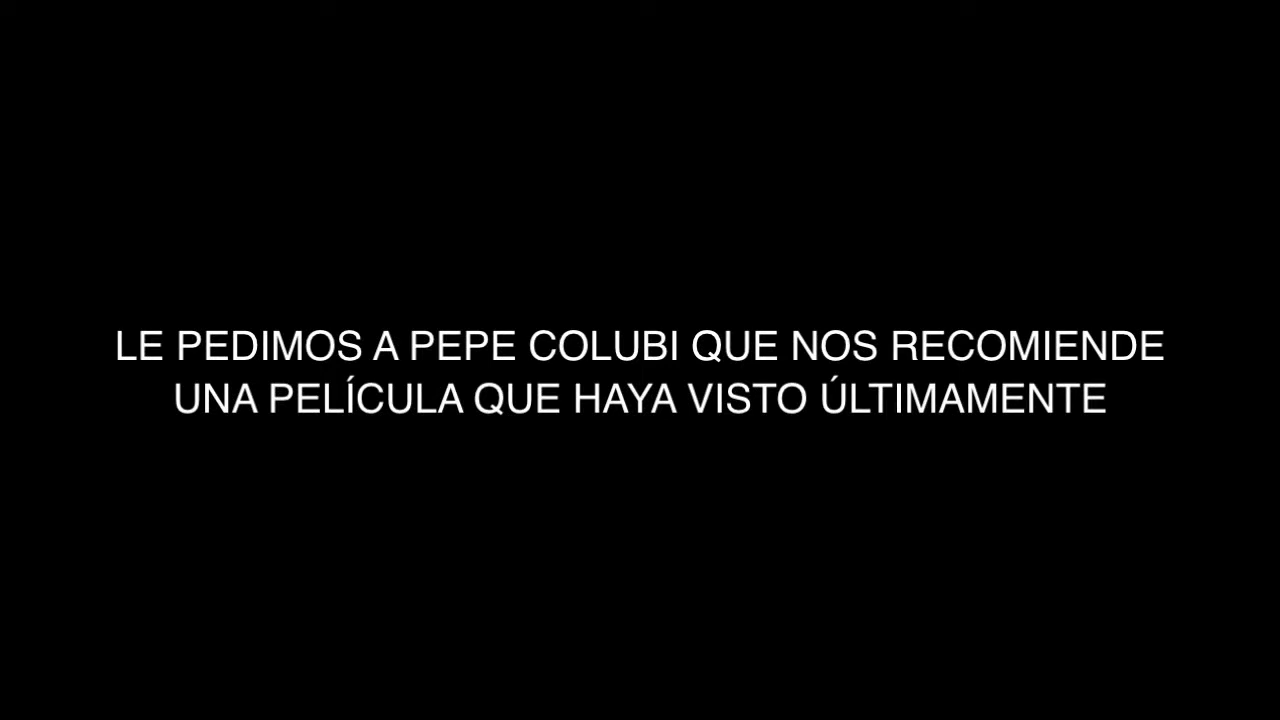 LE PEDIMOS A PEPE COLUBI QUE NOS RECOMIENDE
UNA PELÍCULA QUE HAYA VISTO ÚLTIMAMENTE